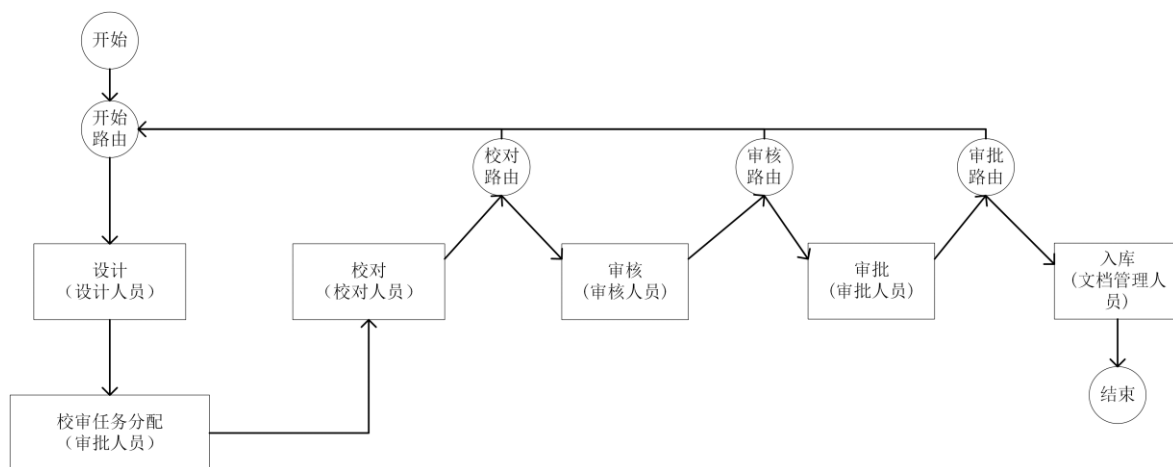 开始
开始
路由
校对
路由
审核
路由
审批
路由
设计
（设计人员）
校对
（校对人员）
审核
(审核人员)
审批
(审批人员)
入库
(文档管理人
员)
校审任务分配
（审批人员）
结束